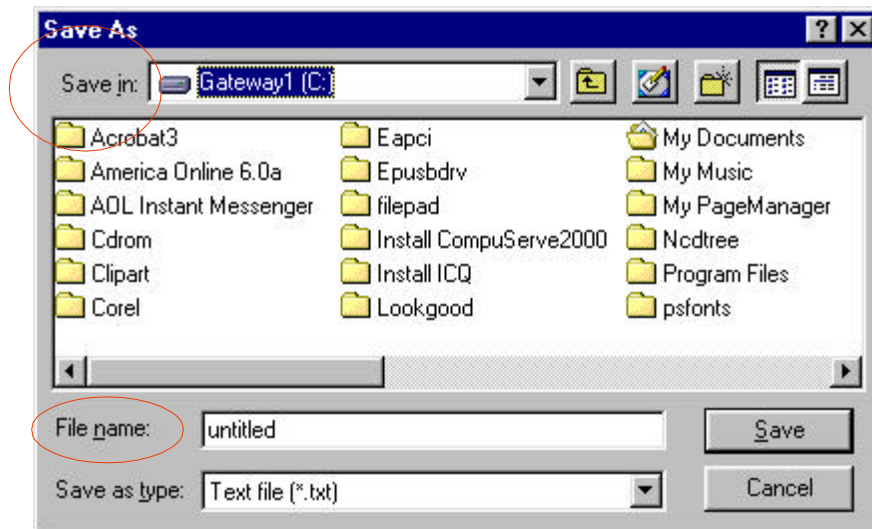 Save As
Save in: Gateway1 (C:)
Acrobat3 Eapci My Documents
America Online 6.0a Epusbdrv My Music
AOL Instant Messenger filepad My PageManager
Cdrom Install CompuServe2000 Ncdtree
Clipart Install ICQ Program Files
Corel Lookgood psfonts
File name: untitled Save
Save as type: Text file (*.txt) Cancel